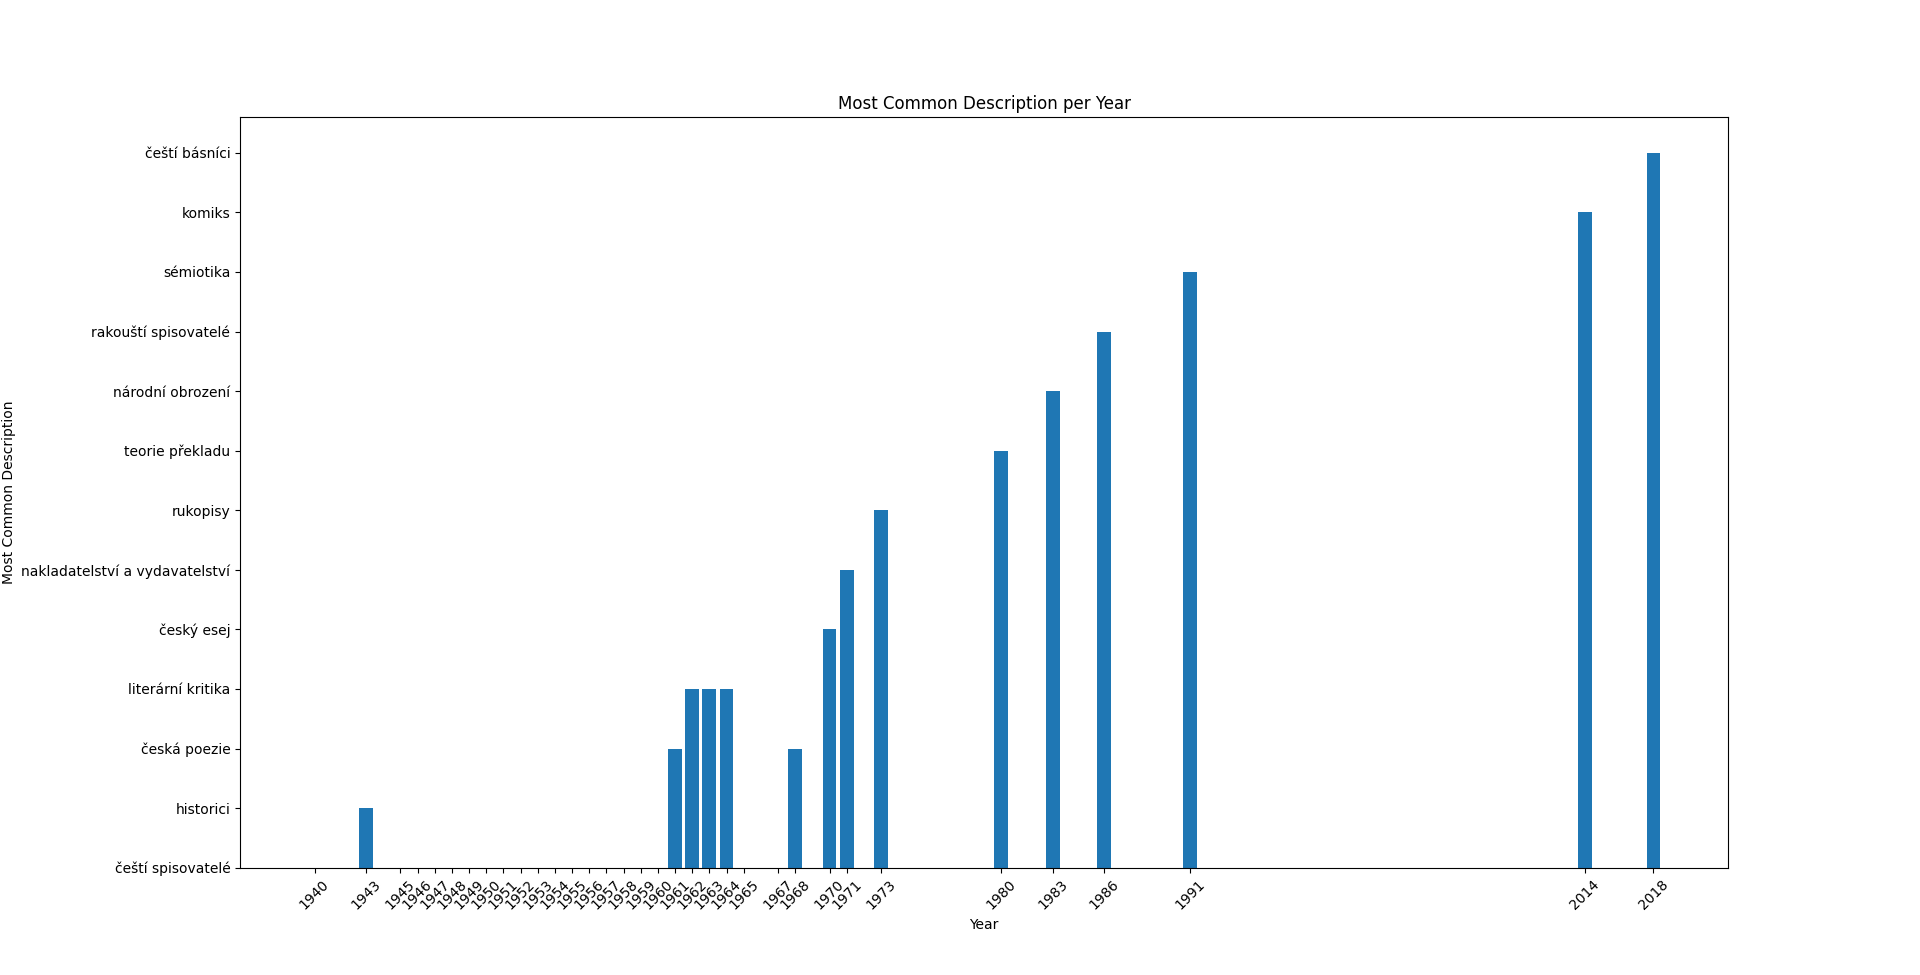 Most Common Description per Year
Most Common Description
čeští básníci
komiks
sémiotika
rakouští spisovatelé
národní obrození
teorie překladu
rukopisy
nakladatelství a vydavatelství
český esej
literární kritika
česká poezie
historici
čeští spisovatelé
1940 1943 1945 1946 1947 1948 1949 1950 1951 1952 1953 1954 1955 1956 1957 1958 1959 1960 1961 1962 1963 1964 1965 1967 1968 1970 1971 1973 1980 1983 1986 1991 2014 2018
Year